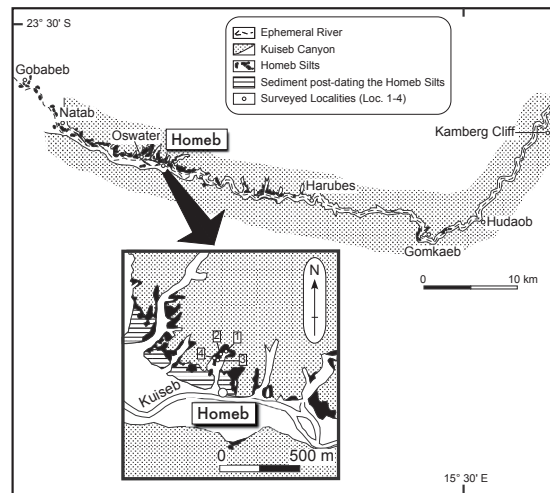 23° 30' S
Ephemeral River
Kuiseb Canyon
Homeb Silts
Sediment post-dating the Homeb Silts
Surveyed Localities (Loc. 1-4)
Gobabeb
Natab
Oswater
Homeb
Kamberg Cliff
Harubes
Hudaob
Gomkaeb
0 10 km
N
2 1
4 3
Kuiseb
Homeb
0 500 m
15° 30' E